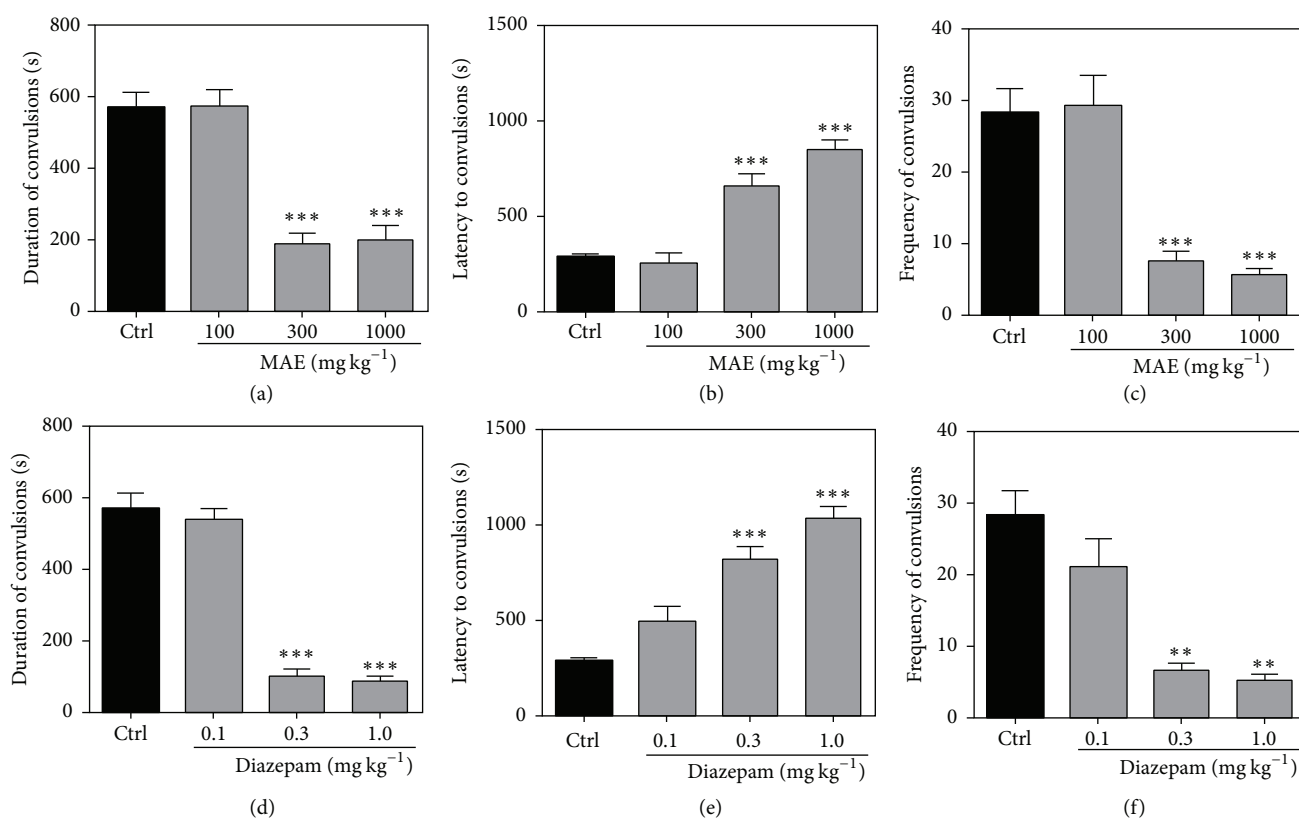 Duration of convulsions (s)
800
600
400
200
0
Ctrl 100 300 1000
*** ***
MAE (mg kg⁻¹)
(a)
Latency to convulsions (s)
1500
1000
500
0
Ctrl 100 300 1000
*** ***
MAE (mg kg⁻¹)
(b)
Frequency of convulsions
40
30
20
10
0
Ctrl 100 300 1000
*** ***
MAE (mg kg⁻¹)
(c)
Duration of convulsions (s)
800
600
400
200
0
Ctrl 0.1 0.3 1.0
*** ***
Diazepam (mg kg⁻¹)
(d)
Latency to convulsions (s)
1500
1000
500
0
Ctrl 0.1 0.3 1.0
*** ***
Diazepam (mg kg⁻¹)
(e)
Frequency of convulsions
40
30
20
10
0
Ctrl 0.1 0.3 1.0
** **
Diazepam (mg kg⁻¹)
(f)